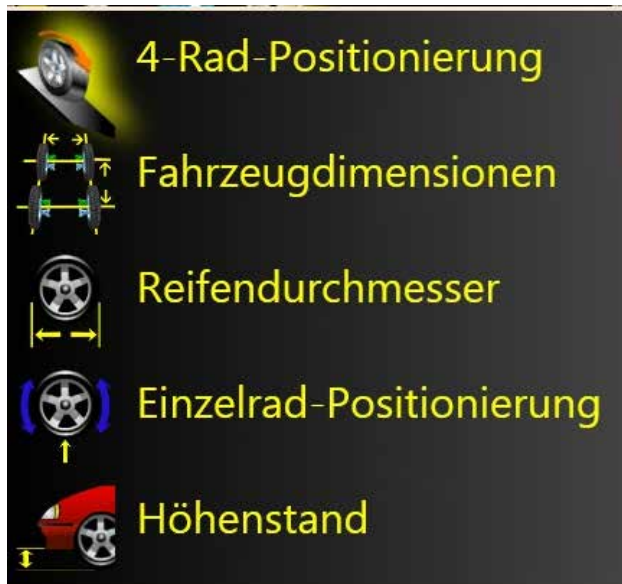 4-Rad-Positionierung
Fahrzeugdimensionen
Reifendurchmesser
Einzelrad-Positionierung
Höhenstand